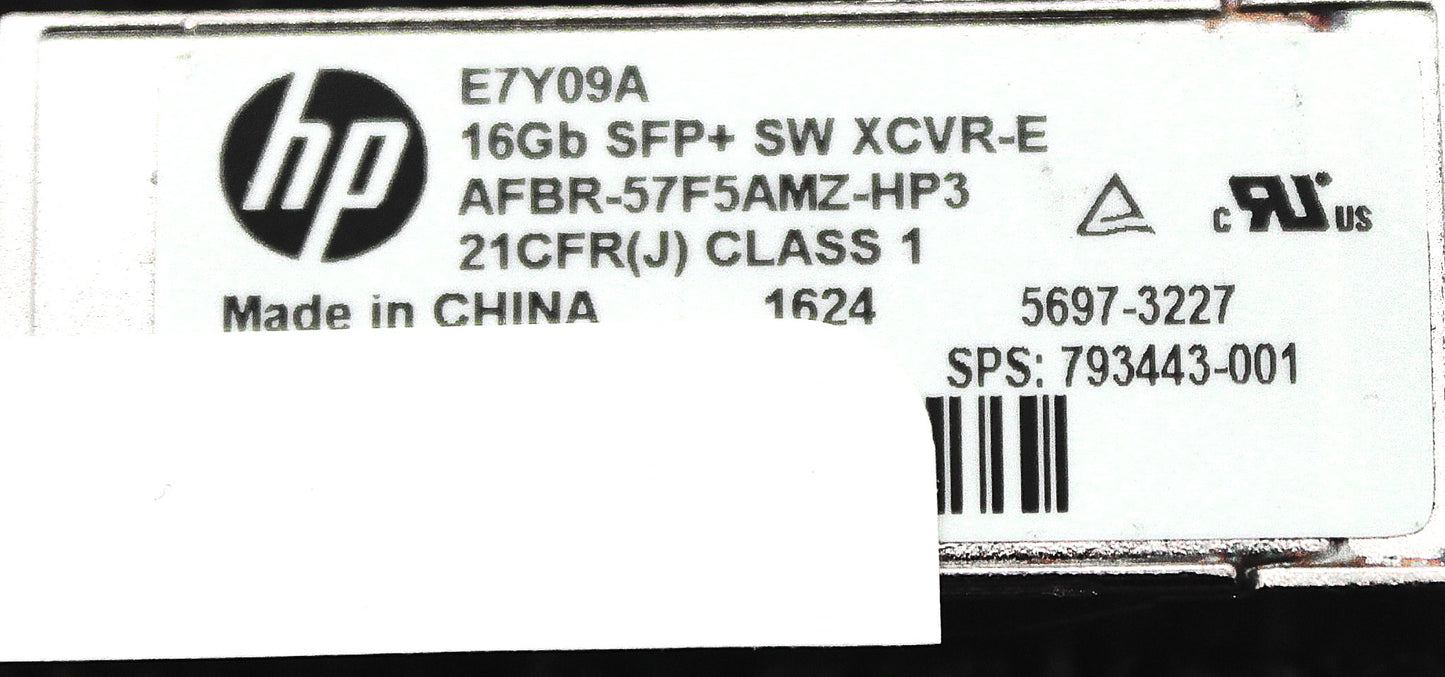 hp
E7Y09A
16Gb SFP+ SW XCVR-E
AFBR-57F5AMZ-HP3
21CFR(J) CLASS 1
c RU US
Made in CHINA 1624 5697-3227
SPS: 793443-001